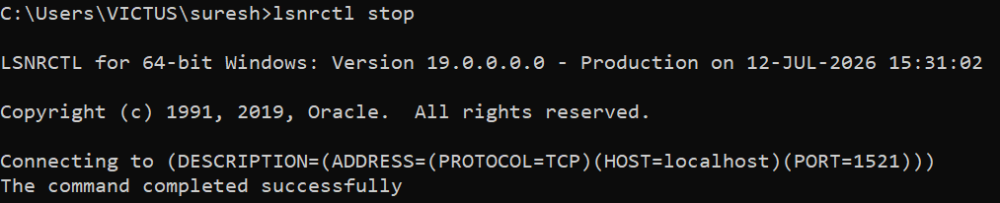 C:\Users\VICTUS\suresh>lsnrctl stop
LSNRCTL for 64-bit Windows: Version 19.0.0.0.0 - Production on 12-JUL-2026 15:31:02
Copyright (c) 1991, 2019, Oracle.  All rights reserved.
Connecting to (DESCRIPTION=(ADDRESS=(PROTOCOL=TCP)(HOST=localhost)(PORT=1521)))
The command completed successfully